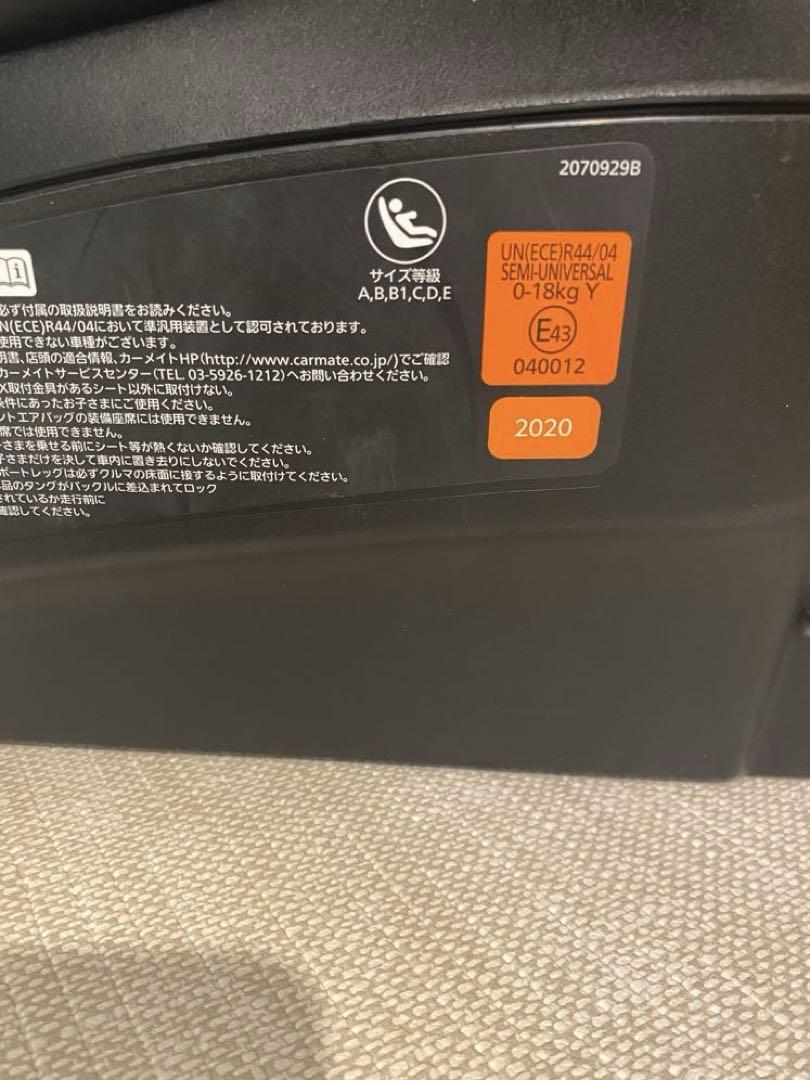 2070929B
サイズ等級
A,B,B1,C,D,E
UN(ECE)R44/04
SEMI-UNIVERSAL
0-18kg Y
E43
040012
2020
必ず付属の取扱説明書をお読みください。
N(ECE)R44/04において準汎用装置として認可されております。
使用できない車種がございます。
明書、店頭の適合情報、カーメイトHP(http://www.carmate.co.jp/)でご確認
カーメイトサービスセンター(TEL 03-5926-1212)へお問い合わせください。
X取付金具があるシート以外に取付けない。
条件にあったお子さまにご使用ください。
ントエアバッグの装備座席には使用できません。
席では使用できません。
さまを乗せる前にシート等が熱くないか確認してください。
子さまだけを決して車内に置き去りにしないでください。
ポートレッグは必ずクルマの床面に接するように取付けてください。
品のタングがバックルに差込まれてロック
されているか走行前に
確認してください。